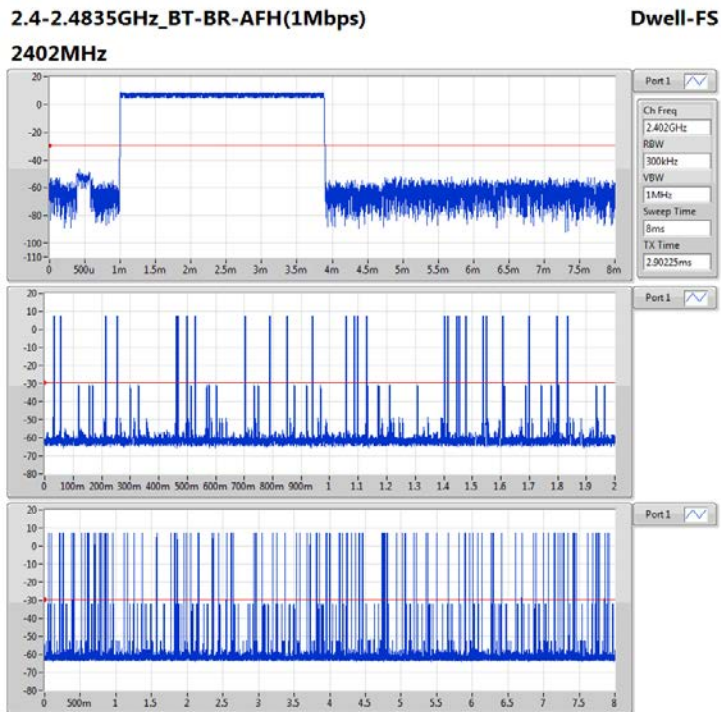 2.4-2.4835GHz_BT-BR-AFH(1Mbps) Dwell-FS
2402MHz
20-
0-
-20-
-40-
-60-
-80-
-100-
-110-
0 500u 1m 1.5m 2m 2.5m 3m 3.5m 4m 4.5m 5m 5.5m 6m 6.5m 7m 7.5m 8m
Port 1
Ch Freq
2.402GHz
RBW
300kHz
VBW
1MHz
Sweep Time
8ms
TX Time
2.90225ms
20-
10-
0-
-10-
-20-
-30-
-40-
-50-
-60-
-70-
-80-
0 100m 200m 300m 400m 500m 600m 700m 800m 900m 1 1.1 1.2 1.3 1.4 1.5 1.6 1.7 1.8 1.9 2
Port 1
20-
10-
0-
-10-
-20-
-30-
-40-
-50-
-60-
-70-
-80-
0 500m 1 1.5 2 2.5 3 3.5 4 4.5 5 5.5 6 6.5 7 7.5 8
Port 1